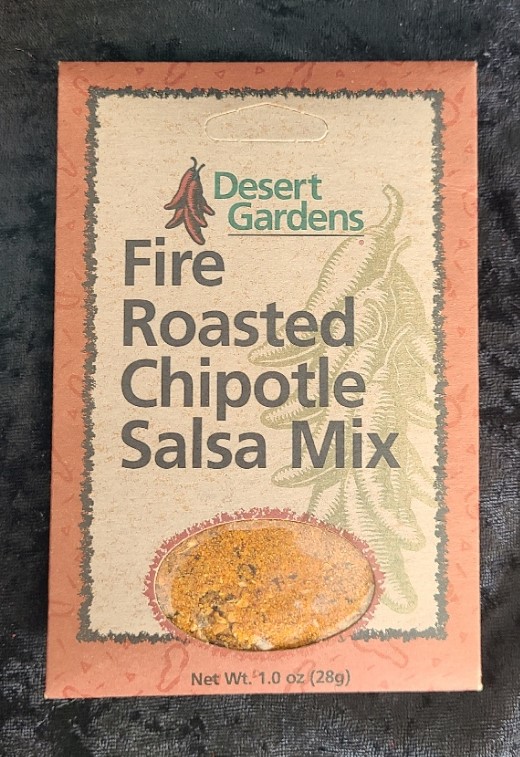 Desert
Gardens
Fire
Roasted
Chipotle
Salsa Mix
Net Wt. 1.0 oz (28g)